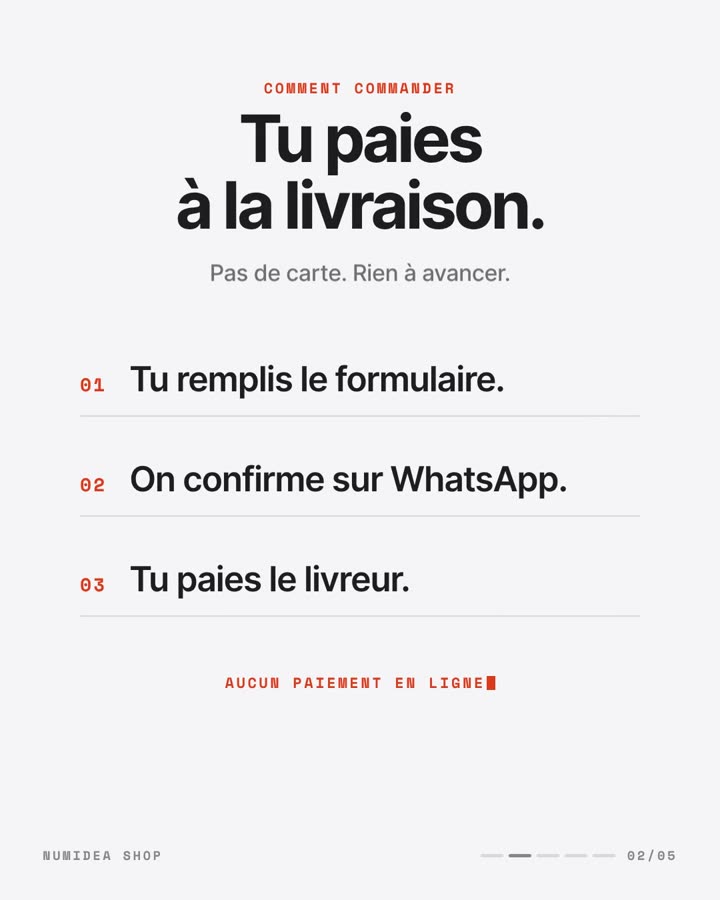 COMMENT COMMANDER
Tu paies
à la livraison.
Pas de carte. Rien à avancer.
01 Tu remplis le formulaire.
02 On confirme sur WhatsApp.
03 Tu paies le livreur.
AUCUN PAIEMENT EN LIGNE
NUMIDEA SHOP
02/05